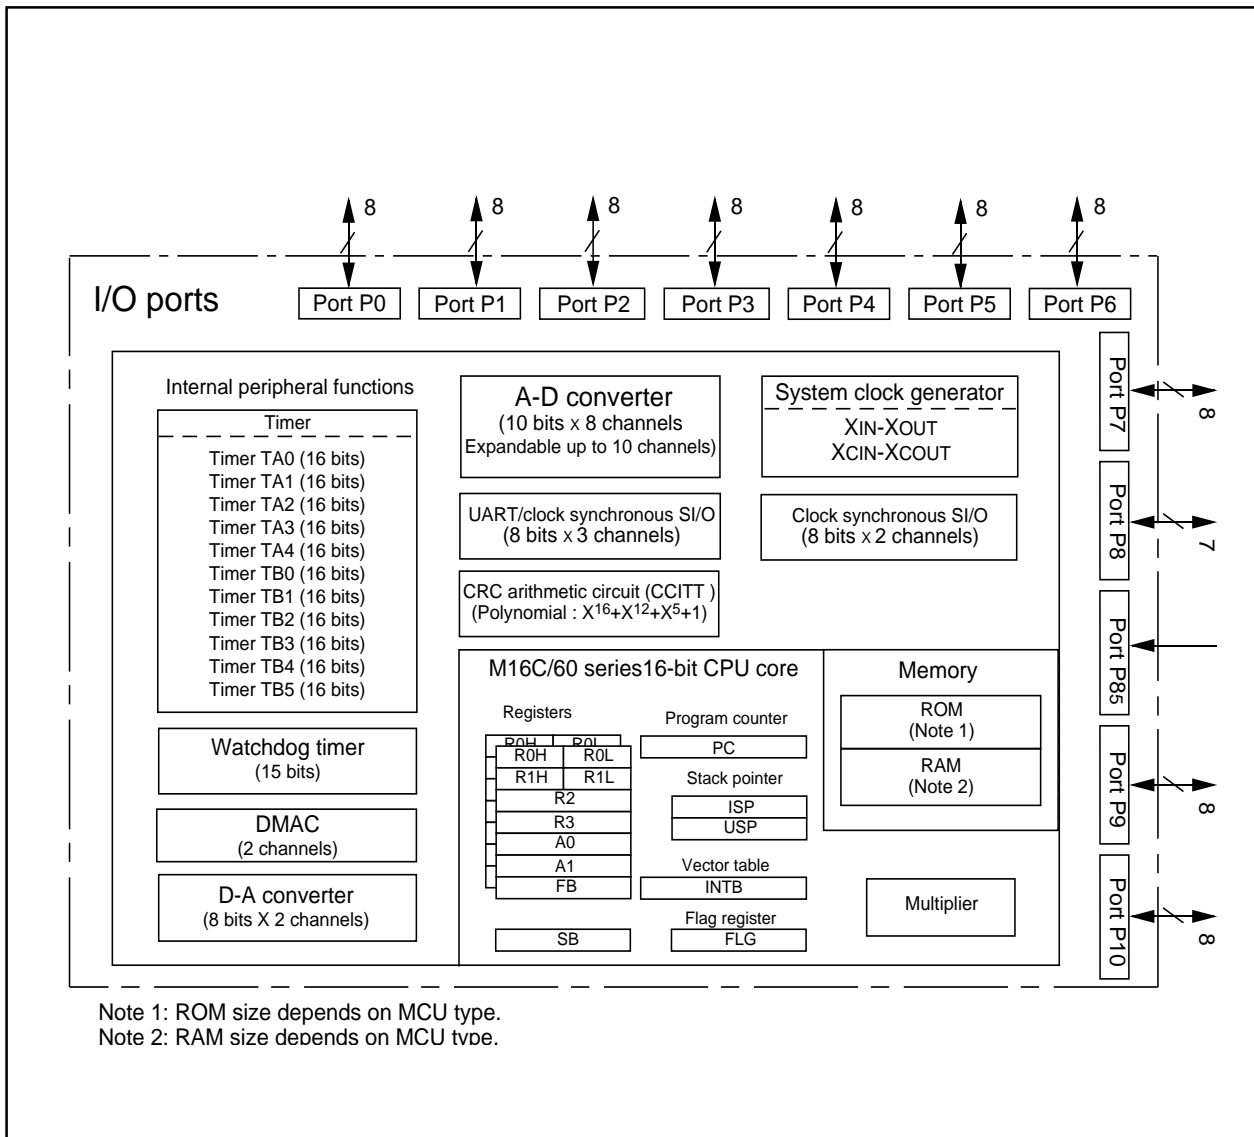 8 8 8 8 8 8 8
I/O ports
Port P0 Port P1 Port P2 Port P3 Port P4 Port P5 Port P6
Port P7
8
Port P8
7
Port P85
Port P9
8
Port P10
8
Internal peripheral functions
Timer
Timer TA0 (16 bits)
Timer TA1 (16 bits)
Timer TA2 (16 bits)
Timer TA3 (16 bits)
Timer TA4 (16 bits)
Timer TB0 (16 bits)
Timer TB1 (16 bits)
Timer TB2 (16 bits)
Timer TB3 (16 bits)
Timer TB4 (16 bits)
Timer TB5 (16 bits)
Watchdog timer
(15 bits)
DMAC
(2 channels)
D-A converter
(8 bits X 2 channels)
A-D converter
(10 bits x 8 channels
Expandable up to 10 channels)
System clock generator
XIN-XOUT
XCIN-XCOUT
UART/clock synchronous SI/O
(8 bits x 3 channels)
Clock synchronous SI/O
(8 bits x 2 channels)
CRC arithmetic circuit (CCITT )
(Polynomial : X16+X12+X5+1)
M16C/60 series16-bit CPU core
Registers
R0H R0L
R0H R0L
R1H R1L
R2
R3
A0
A1
FB
SB
Program counter
PC
Stack pointer
ISP
USP
Vector table
INTB
Flag register
FLG
Memory
ROM
(Note 1)
RAM
(Note 2)
Multiplier
Note 1: ROM size depends on MCU type.
Note 2: RAM size depends on MCU type.